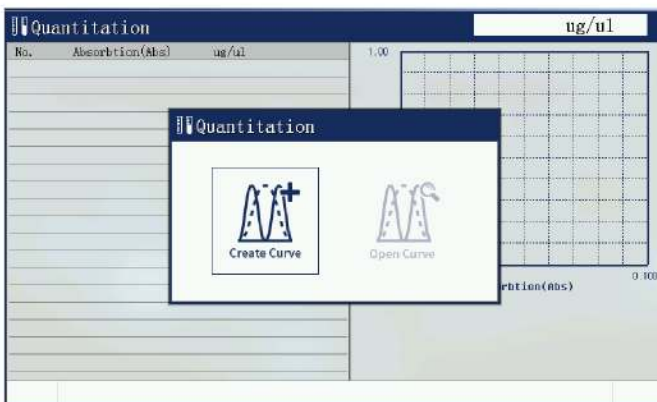 Quantitation
ug/ul
No. Absorbtion(Abs) ug/ul
1.00
Quantitation
Create Curve
Open Curve
0.100
rbtion(Abs)